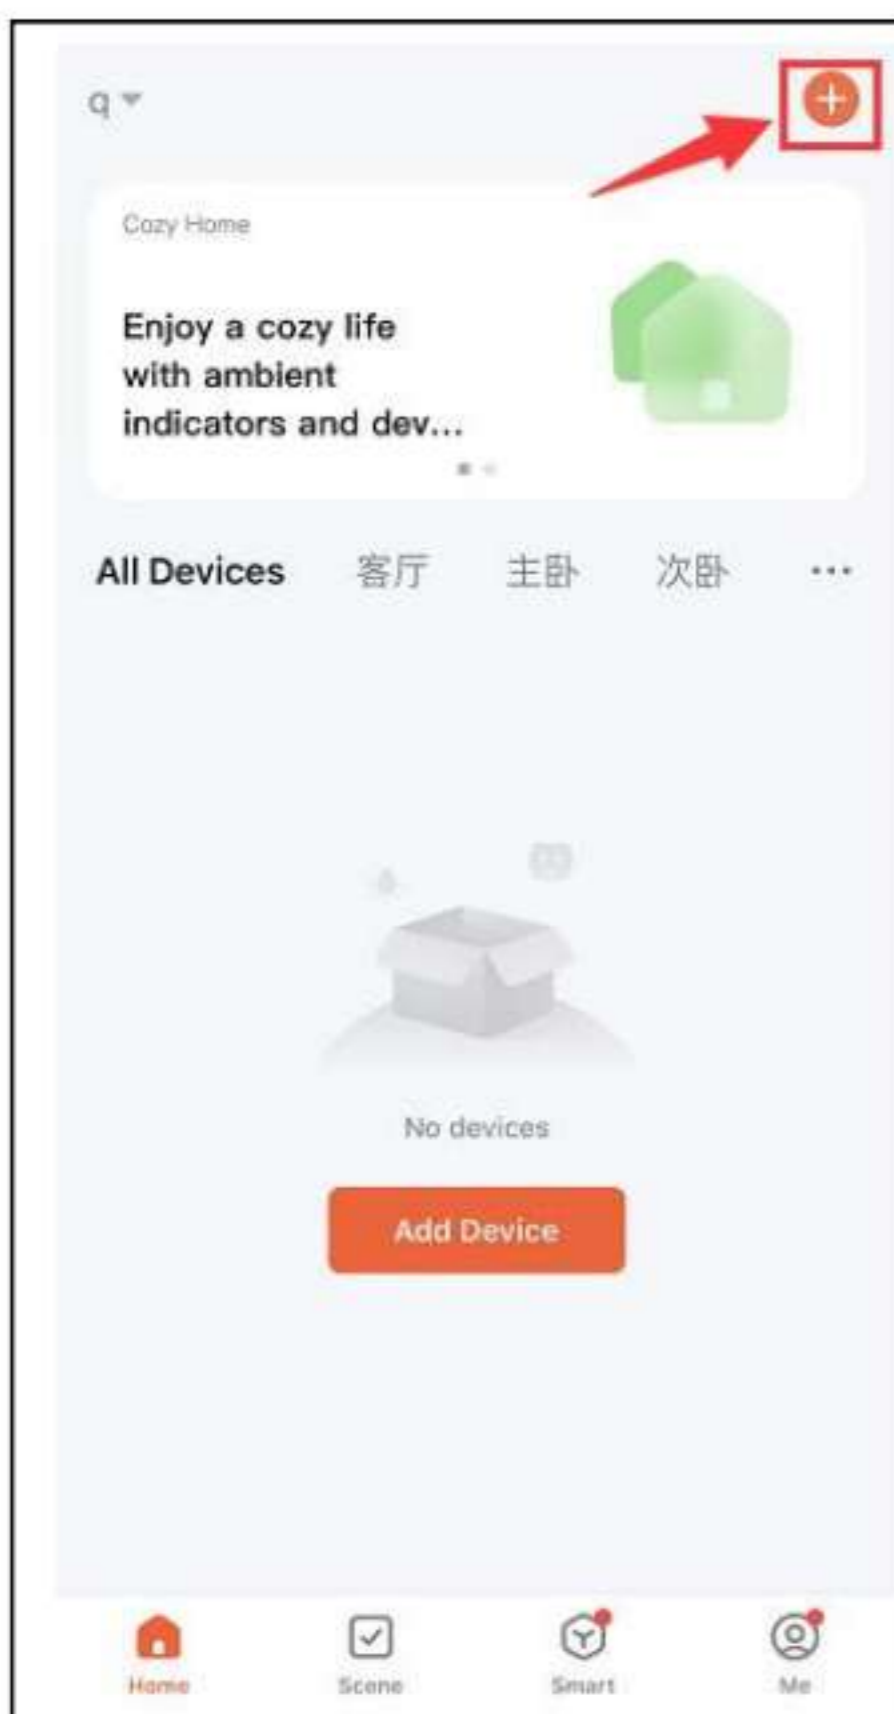 q
Cozy Home
Enjoy a cozy life
with ambient
indicators and dev...
All Devices 客厅 主卧 次卧 ...
No devices
Add Device
Home Scene Smart Me